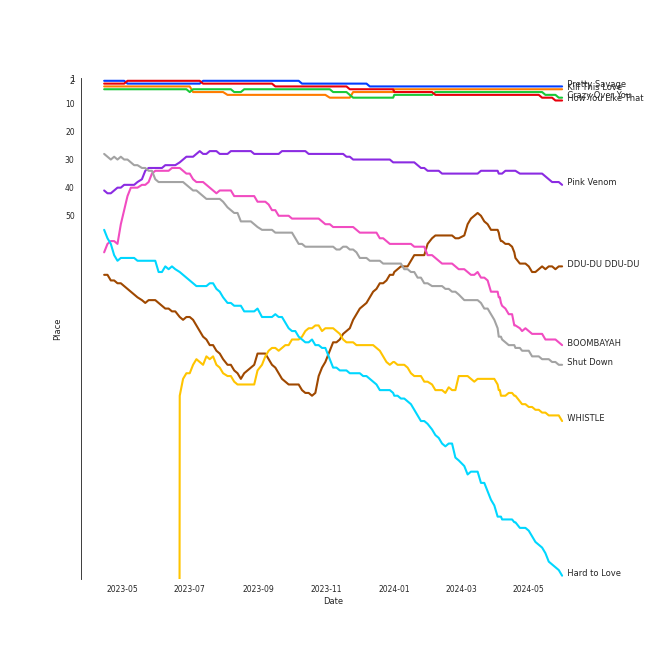 1
2
10
20
30
40
50
Place
Pretty Savage
Kill This Love
Crazy Over You
How You Like That
Pink Venom
DDU-DU DDU-DU
BOOMBAYAH
Shut Down
WHISTLE
Hard to Love
2023-05
2023-07
2023-09
2023-11
2024-01
2024-03
2024-05
Date